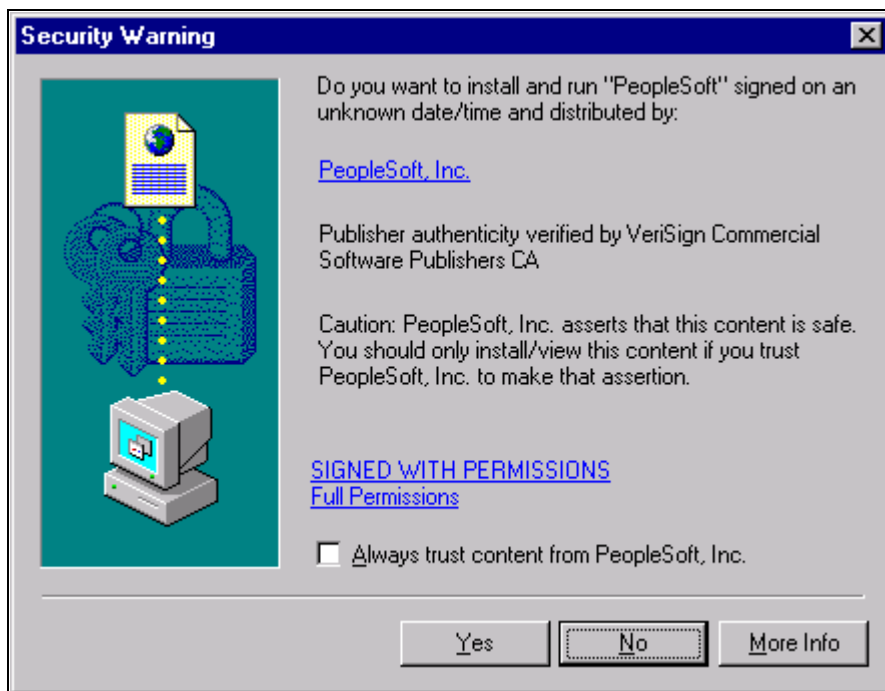 Security Warning
Do you want to install and run "PeopleSoft" signed on an
unknown date/time and distributed by:
PeopleSoft, Inc.
Publisher authenticity verified by VeriSign Commercial
Software Publishers CA
Caution: PeopleSoft, Inc. asserts that this content is safe.
You should only install/view this content if you trust
PeopleSoft, Inc. to make that assertion.
SIGNED WITH PERMISSIONS
Full Permissions
Always trust content from PeopleSoft, Inc.
Yes No More Info